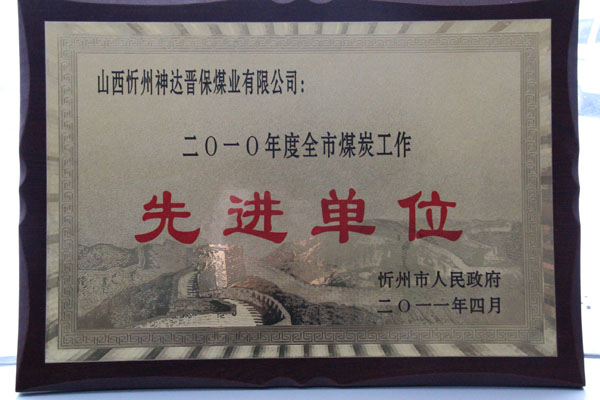 山西忻州神达晋保煤业有限公司：
二〇一〇年度全市煤炭工作
先进单位
忻州市人民政府
二〇一一年四月